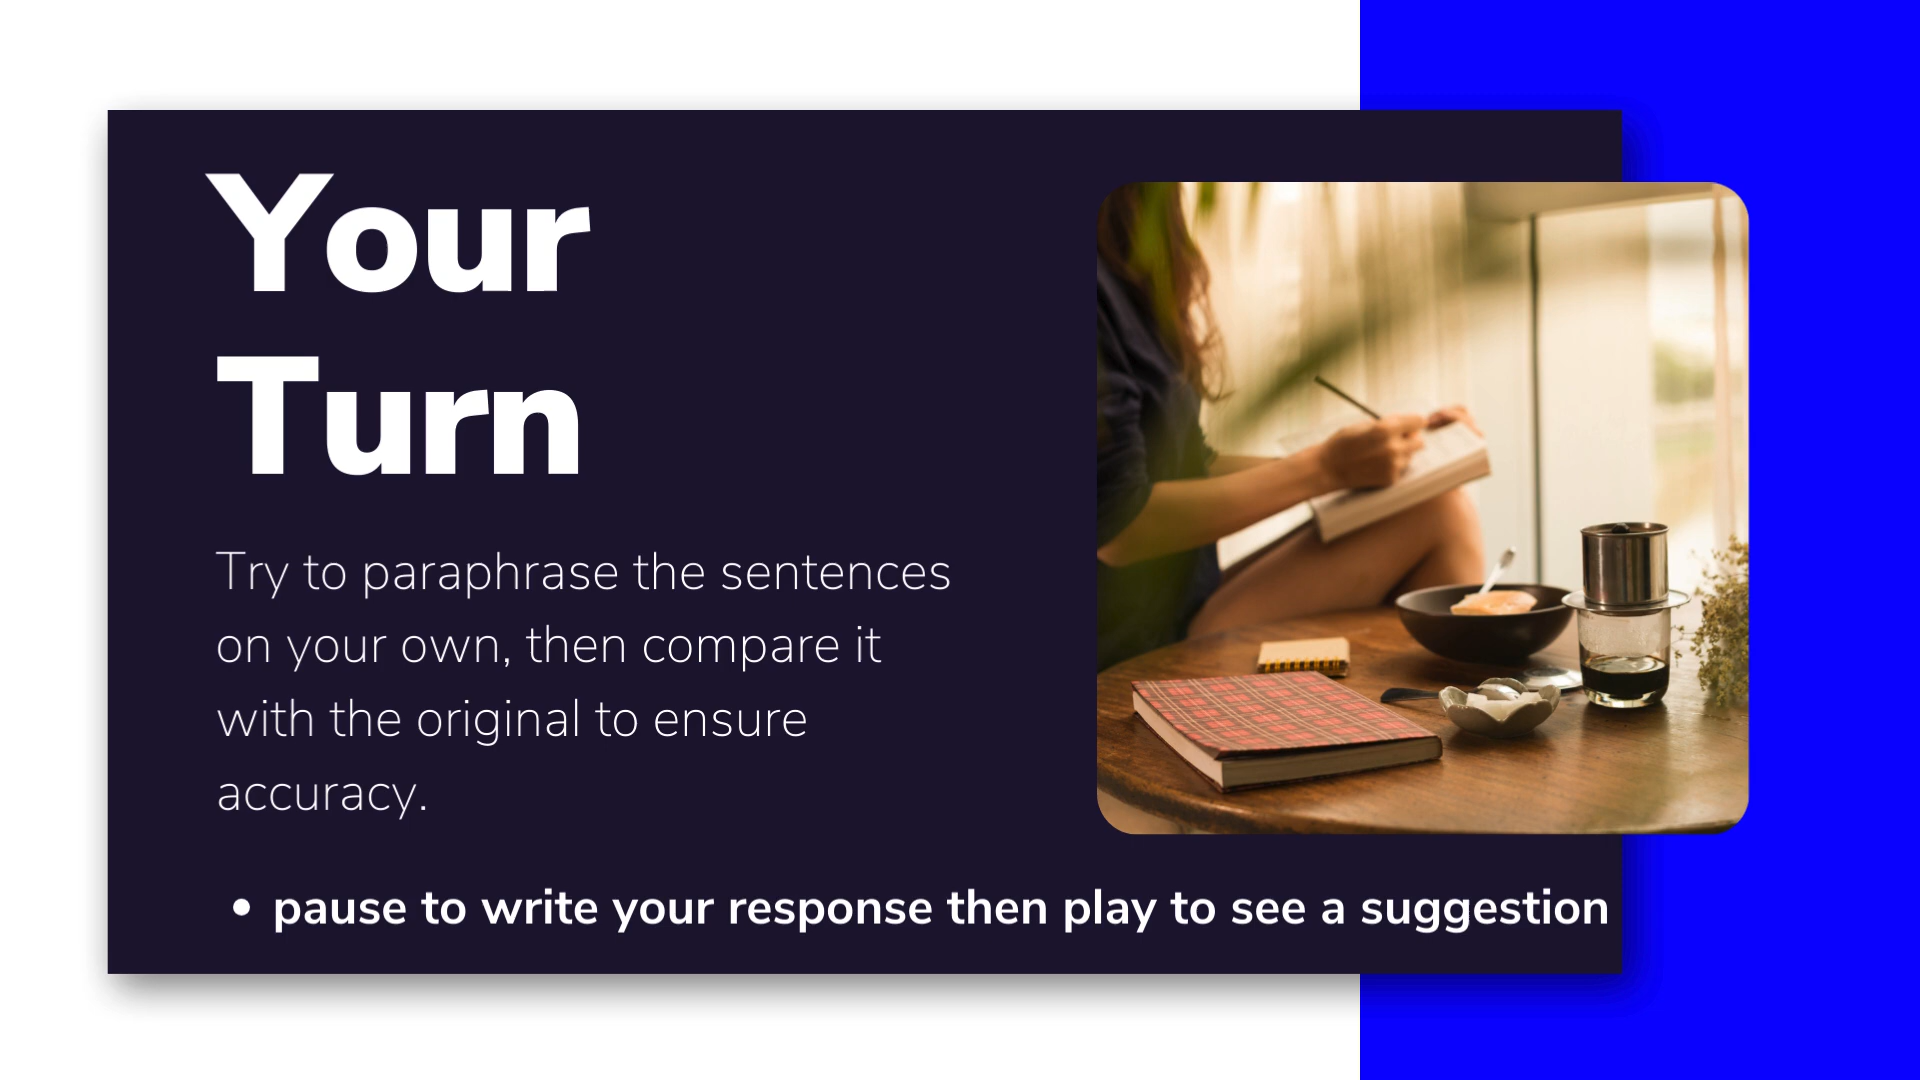 Your
Turn
Try to paraphrase the sentences
on your own, then compare it
with the original to ensure
accuracy.
• pause to write your response then play to see a suggestion